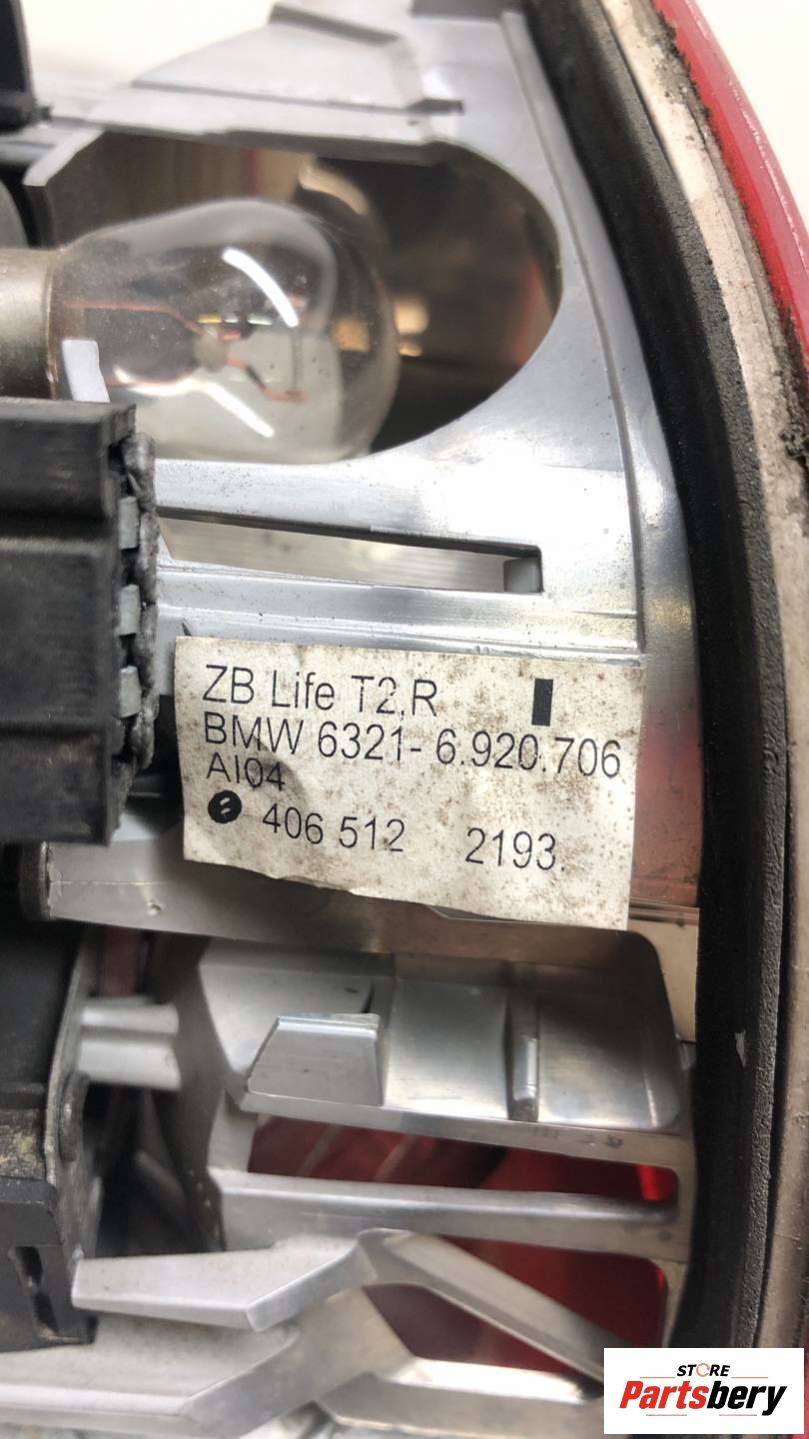 ZB Life T2,R
BMW 6321- 6.920.706
AI04
406 512 2193
STORE
Partsbery